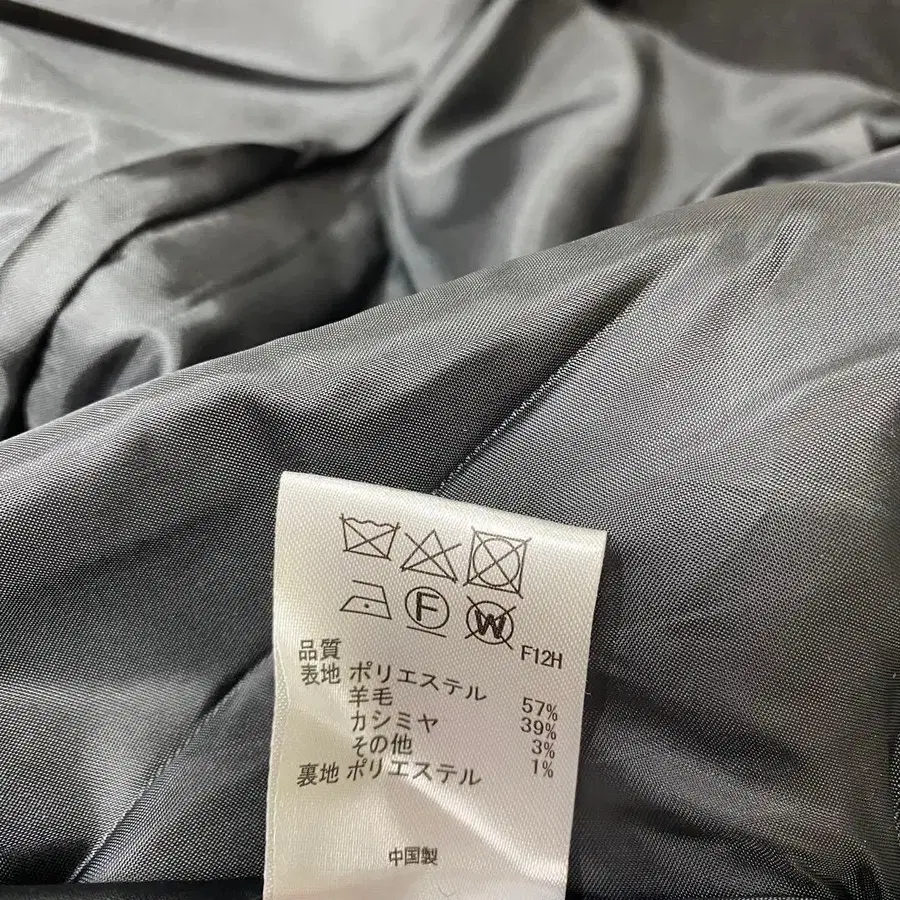 F W
F12H
品質
表地 ポリエステル 57%
羊毛 39%
カシミヤ 3%
その他 1%
裏地 ポリエステル
中国製